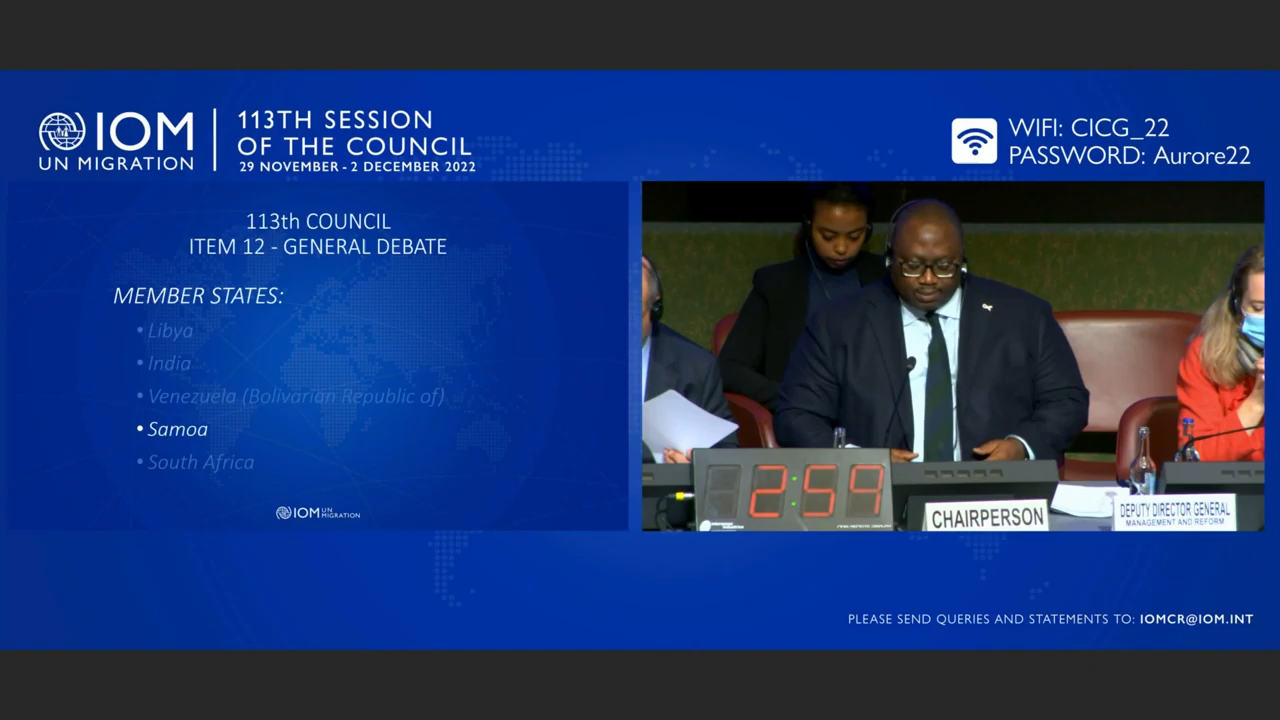 IOM
UN MIGRATION
113TH SESSION
OF THE COUNCIL
29 NOVEMBER - 2 DECEMBER 2022
WIFI: CICG_22
PASSWORD: Aurore22
113th COUNCIL
ITEM 12 - GENERAL DEBATE
MEMBER STATES:
• Libya
• India
• Venezuela (Bolivarian Republic of)
• Samoa
• South Africa
IOM UN MIGRATION
2:59
CHAIRPERSON
DEPUTY DIRECTOR GENERAL
MANAGEMENT AND REFORM
PLEASE SEND QUERIES AND STATEMENTS TO: IOMCR@IOM.INT